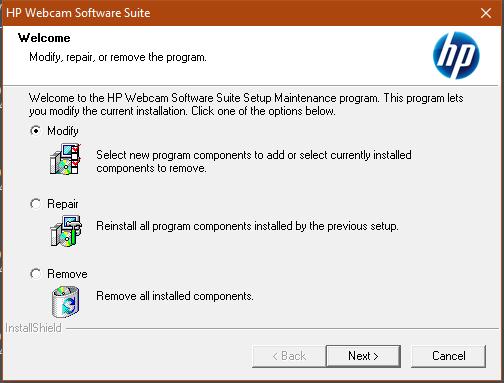 HP Webcam Software Suite
Welcome
Modify, repair, or remove the program.
hp
Welcome to the HP Webcam Software Suite Setup Maintenance program. This program lets
you modify the current installation. Click one of the options below.
Modify
Select new program components to add or select currently installed
components to remove.
Repair
Reinstall all program components installed by the previous setup.
Remove
Remove all installed components.
InstallShield
< Back
Next >
Cancel